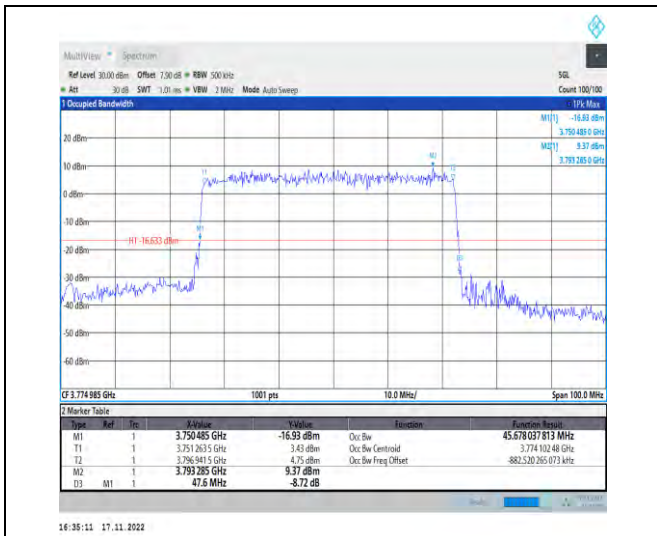 MultiView Spectrum
Ref Level 30.00 dBm Offset 7.90 dB RBW 500 kHz SGL
Att 30 dB SWT 1.01 ms VBW 2 MHz Mode Auto Sweep Count 100/100
1 Occupied Bandwidth 1Pk Max
M1[1] -16.93 dBm
3.750 485 0 GHz
M2[1] 9.37 dBm
3.793 285 0 GHz
20 dBm
M2
10 dBm
T1
T2
0 dBm
-10 dBm
M1
H1 -16.633 dBm
-20 dBm
D3
-30 dBm
-40 dBm
-50 dBm
-60 dBm
CF 3.774 985 GHz 1001 pts 10.0 MHz/ Span 100.0 MHz
2 Marker Table
Type Ref Trc X-Value Y-Value Function Function Result
M1 1 3.750 485 GHz -16.93 dBm Occ Bw 45.678 037 813 MHz
T1 1 3.751 263 5 GHz 3.43 dBm Occ Bw Centroid 3.774 102 48 GHz
T2 1 3.796 941 5 GHz 4.75 dBm Occ Bw Freq Offset -882.520 265 073 kHz
M2 1 3.793 285 GHz 9.37 dBm
D3 M1 1 47.6 MHz -8.72 dB
16:35:11 17.11.2022